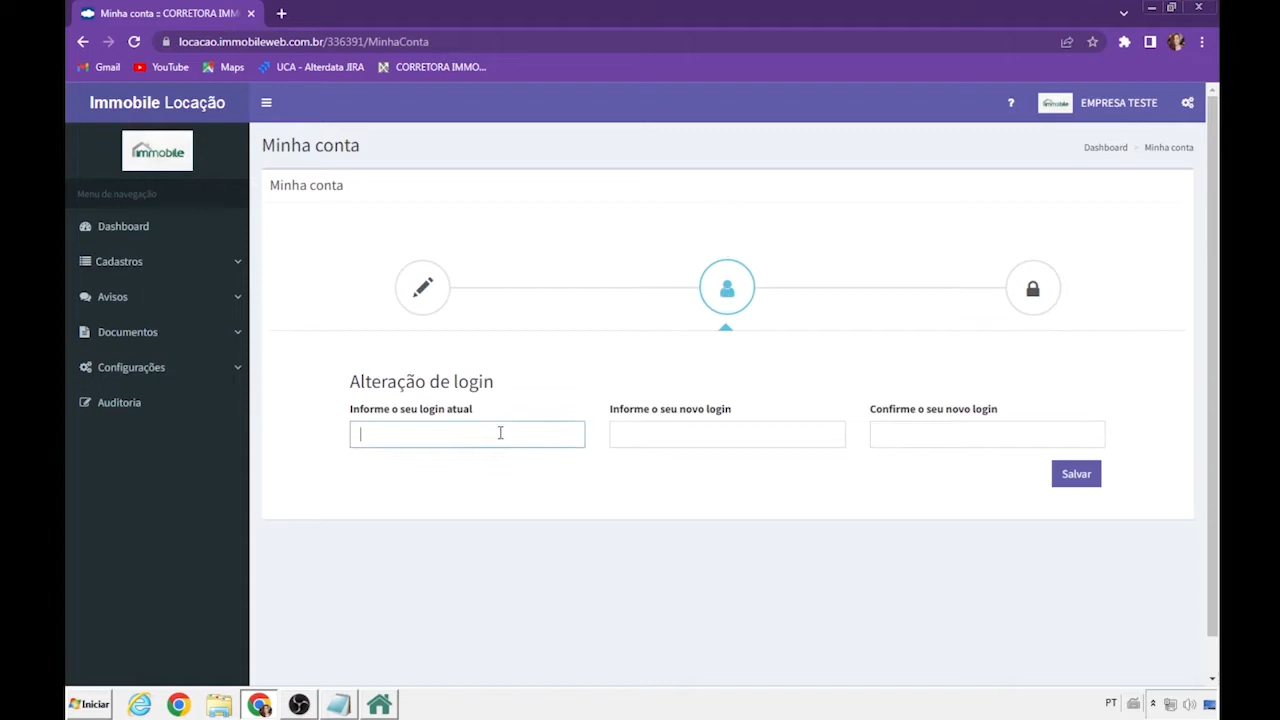 Minha conta :: CORRETORA IMM
locacao.immobileweb.com.br/336391/MinhaConta
Gmail YouTube Maps UCA - Alterdata JIRA CORRETORA IMMO...
Immobile Locação
? immobile EMPRESA TESTE
immobile
Minha conta
Dashboard > Minha conta
Menu de navegação
Minha conta
Dashboard
Cadastros
Avisos
Documentos
Configurações
Auditoria
Alteração de login
Informe o seu login atual
Informe o seu novo login
Confirme o seu novo login
Salvar
Iniciar
PT